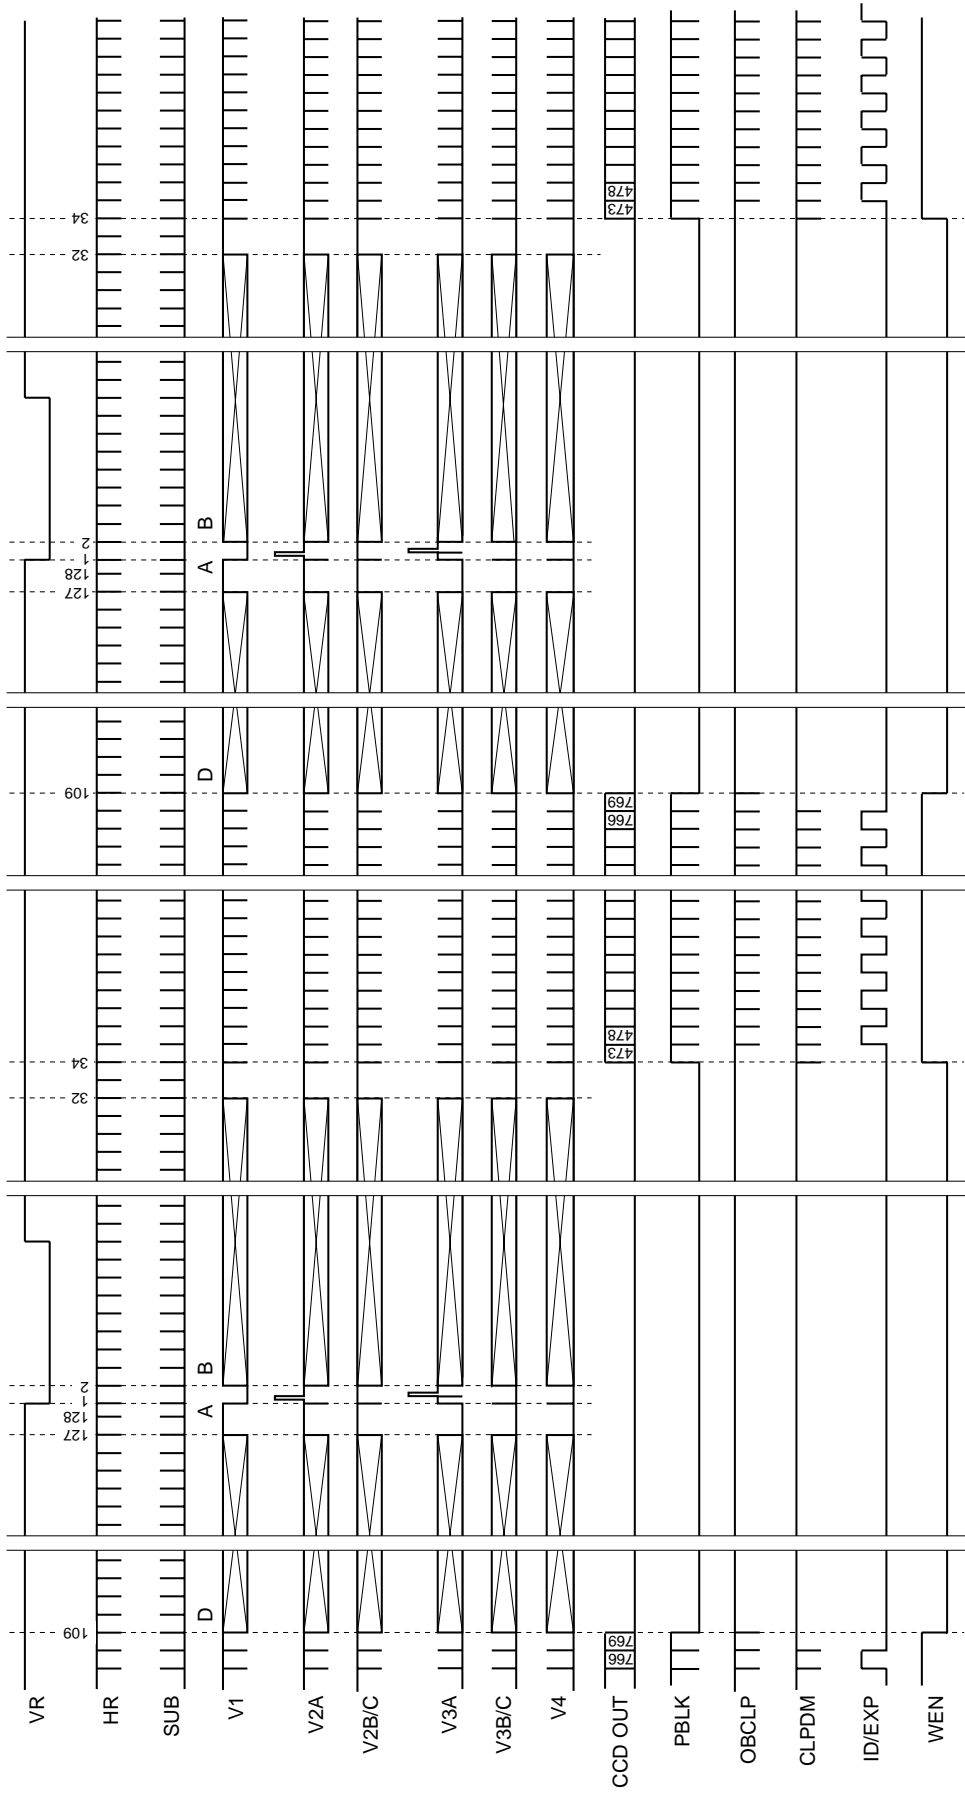 VR
109 127 128 1 2 32 34 109 127 128 1 2 32 34
HR
SUB
D A B D A B
V1
V2A
V2B/C
V3A
V3B/C
V4
CCD OUT 766 769 473 478 766 769 473 478
PBLK
OBCLP
CLPDM
ID/EXP
WEN